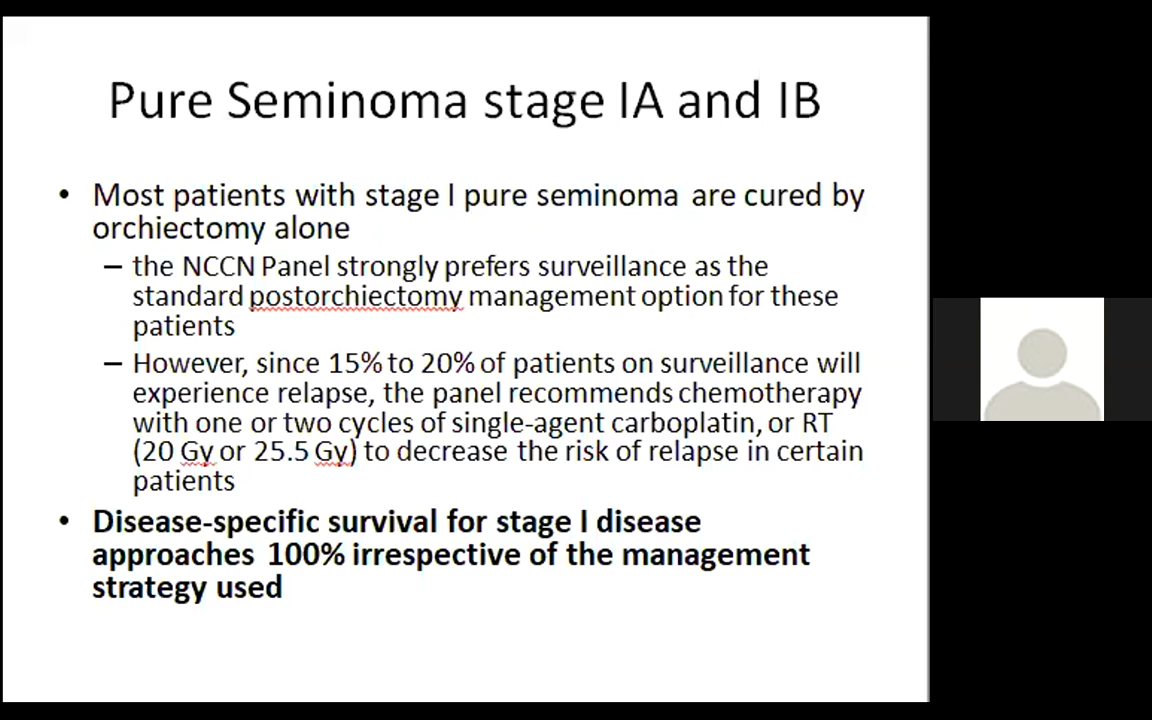 Pure Seminoma stage IA and IB
• Most patients with stage I pure seminoma are cured by
orchiectomy alone
– the NCCN Panel strongly prefers surveillance as the
standard postorchiectomy management option for these
patients
– However, since 15% to 20% of patients on surveillance will
experience relapse, the panel recommends chemotherapy
with one or two cycles of single-agent carboplatin, or RT
(20 Gy or 25.5 Gy) to decrease the risk of relapse in certain
patients
• Disease-specific survival for stage I disease
approaches 100% irrespective of the management
strategy used